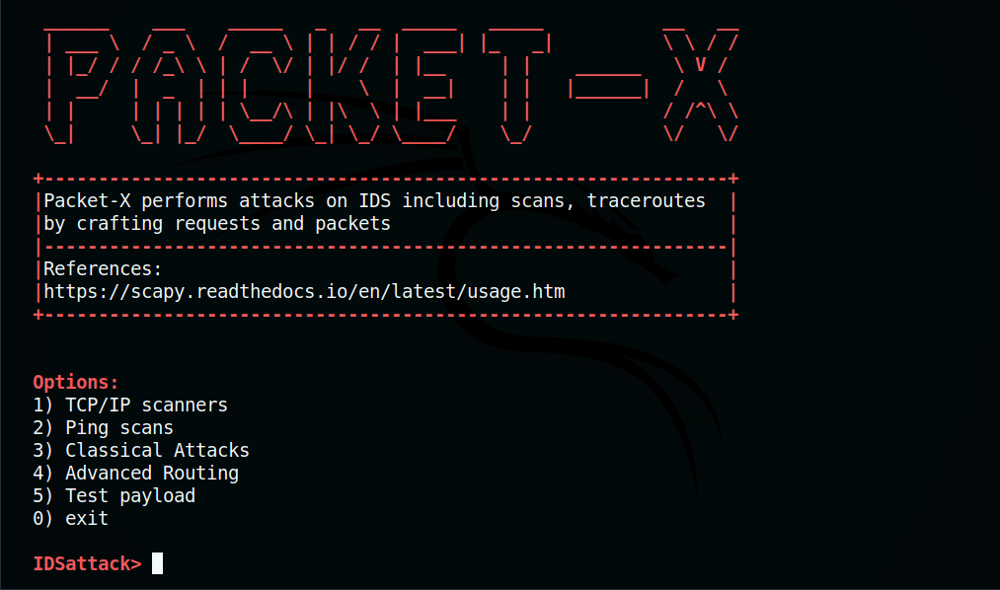 PACKET-X
Packet-X performs attacks on IDS including scans, traceroutes
by crafting requests and packets
References:
https://scapy.readthedocs.io/en/latest/usage.htm
Options:
1) TCP/IP scanners
2) Ping scans
3) Classical Attacks
4) Advanced Routing
5) Test payload
0) exit
IDSattack>